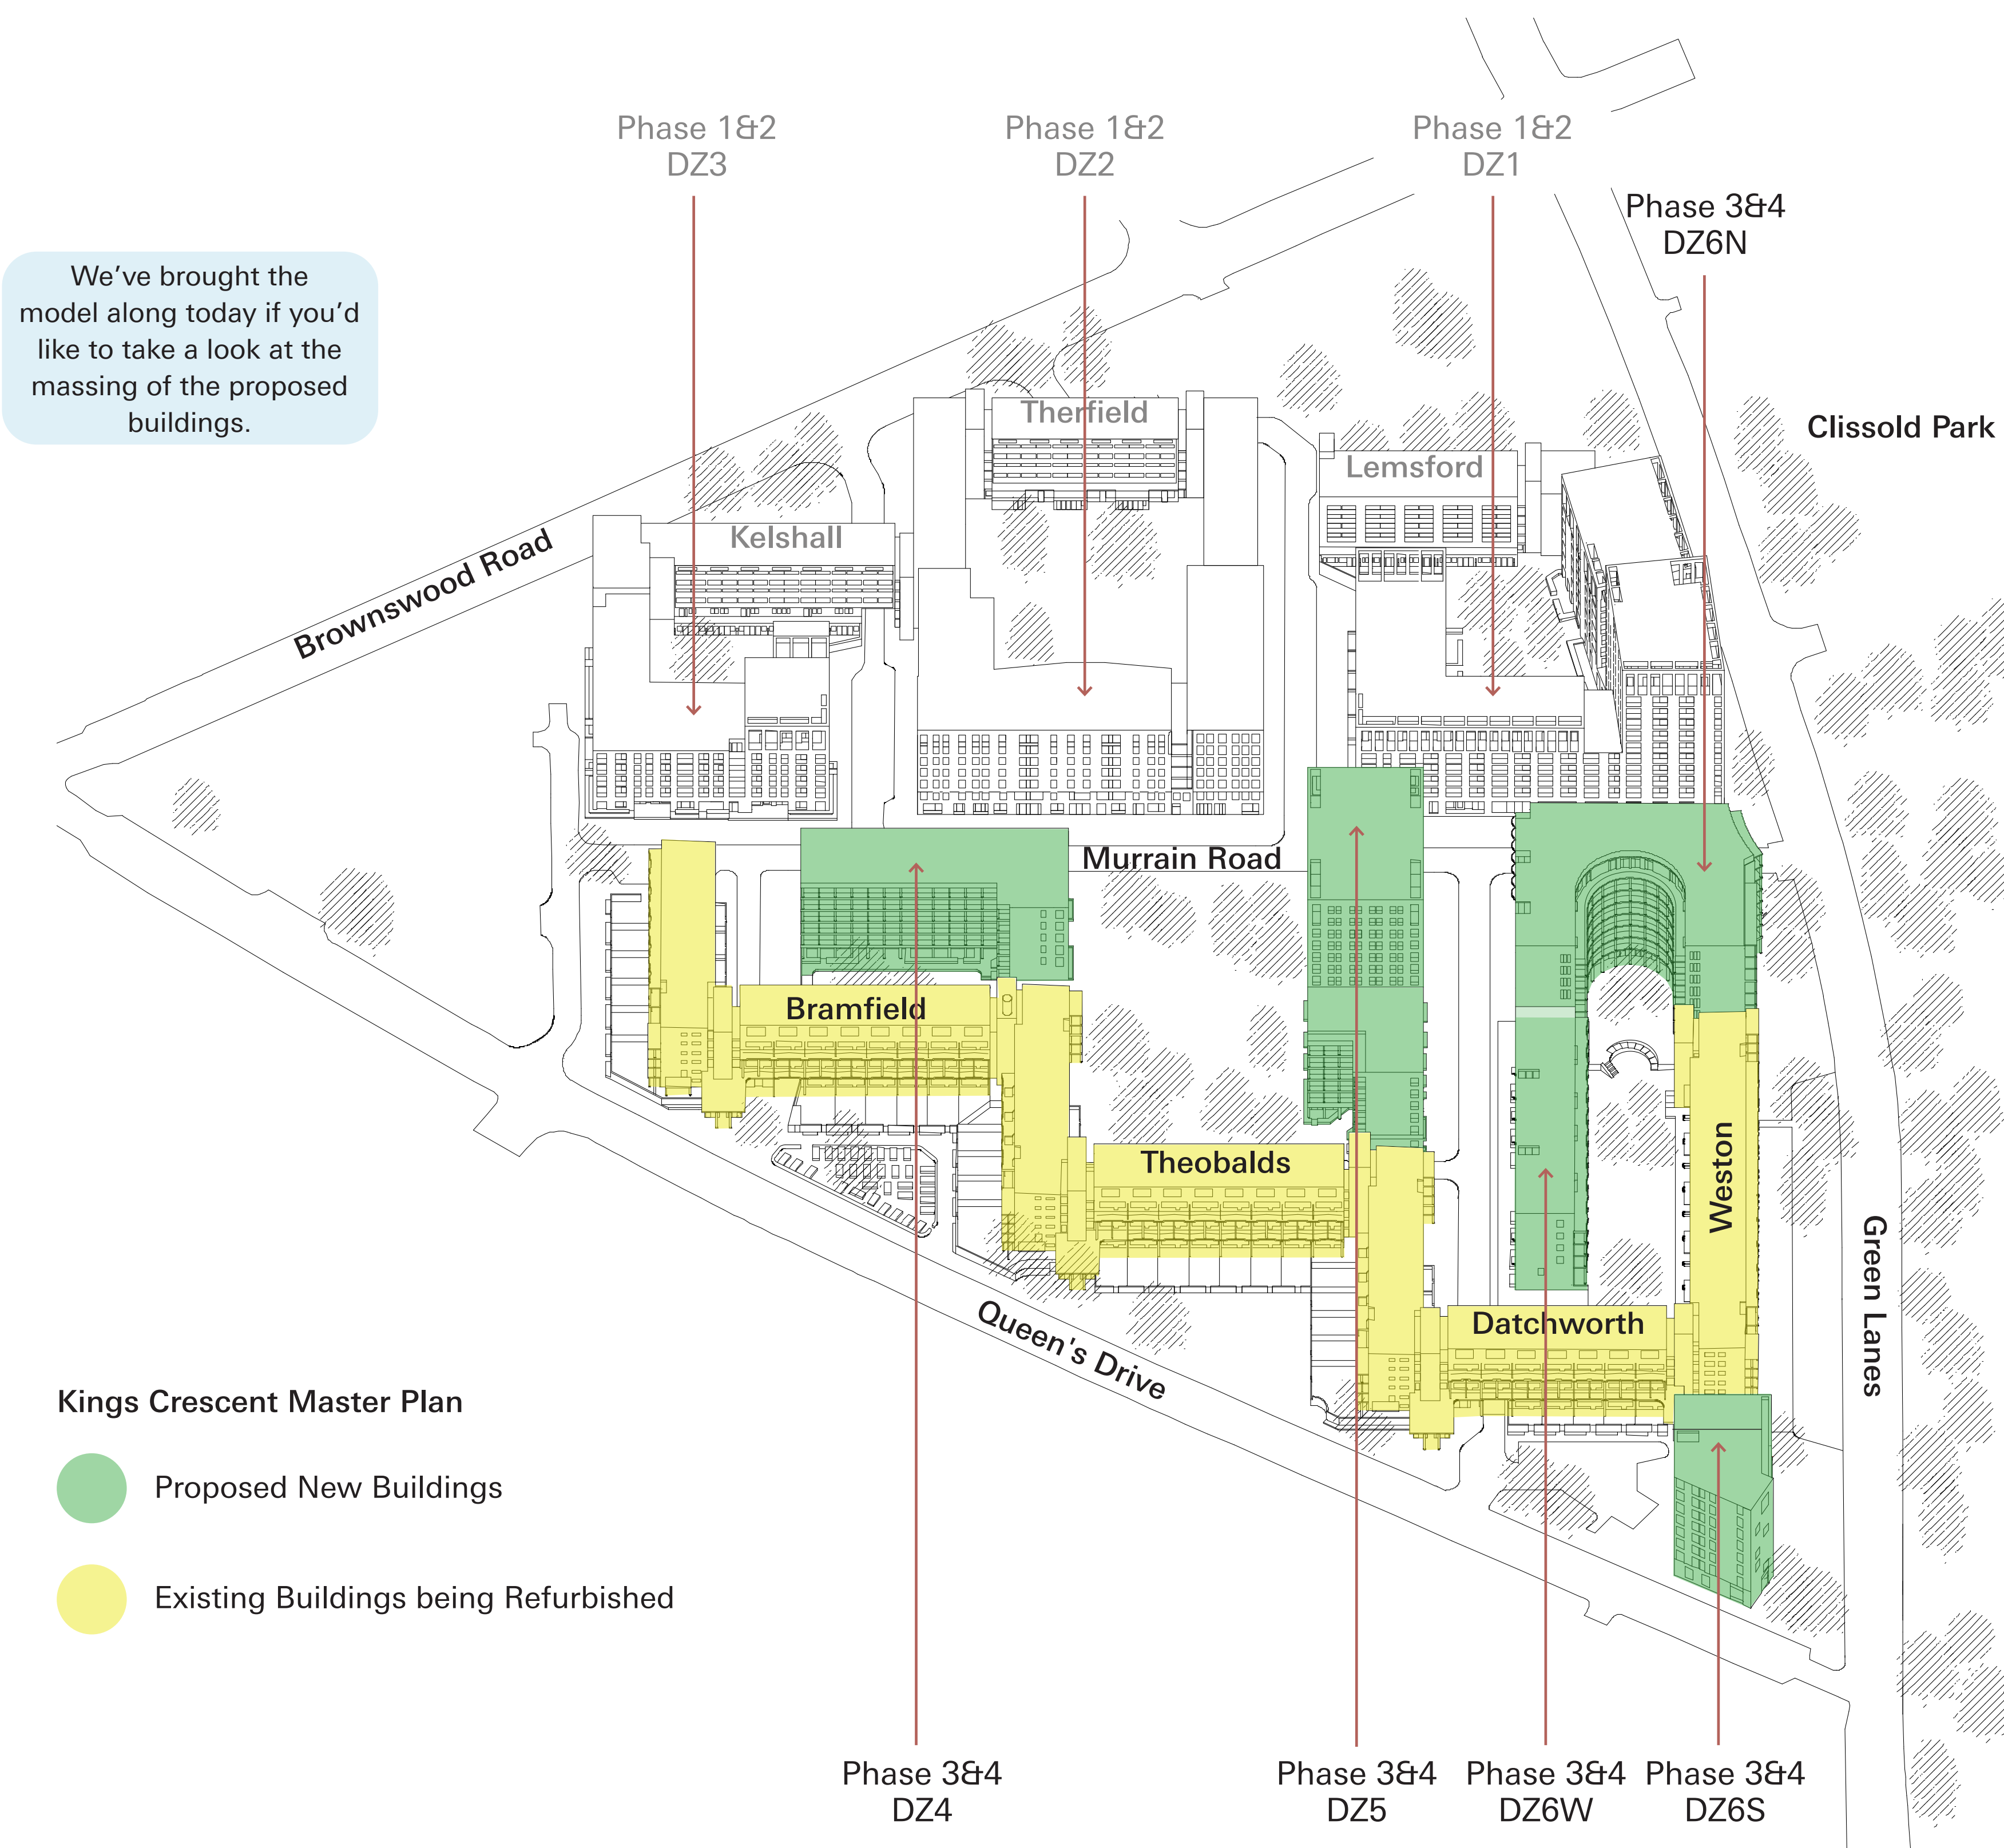 Phase 1&2
DZ3
Phase 1&2
DZ2
Phase 1&2
DZ1
Phase 3&4
DZ6N
We’ve brought the
model along today if you’d
like to take a look at the
massing of the proposed
buildings.
Therfield
Clissold Park
Lemsford
Kelshall
Brownswood Road
Murrain Road
Bramfield
Theobalds
Weston
Green Lanes
Queen's Drive
Datchworth
Kings Crescent Master Plan
Proposed New Buildings
Existing Buildings being Refurbished
Phase 3&4
DZ4
Phase 3&4
DZ5
Phase 3&4
DZ6W
Phase 3&4
DZ6S